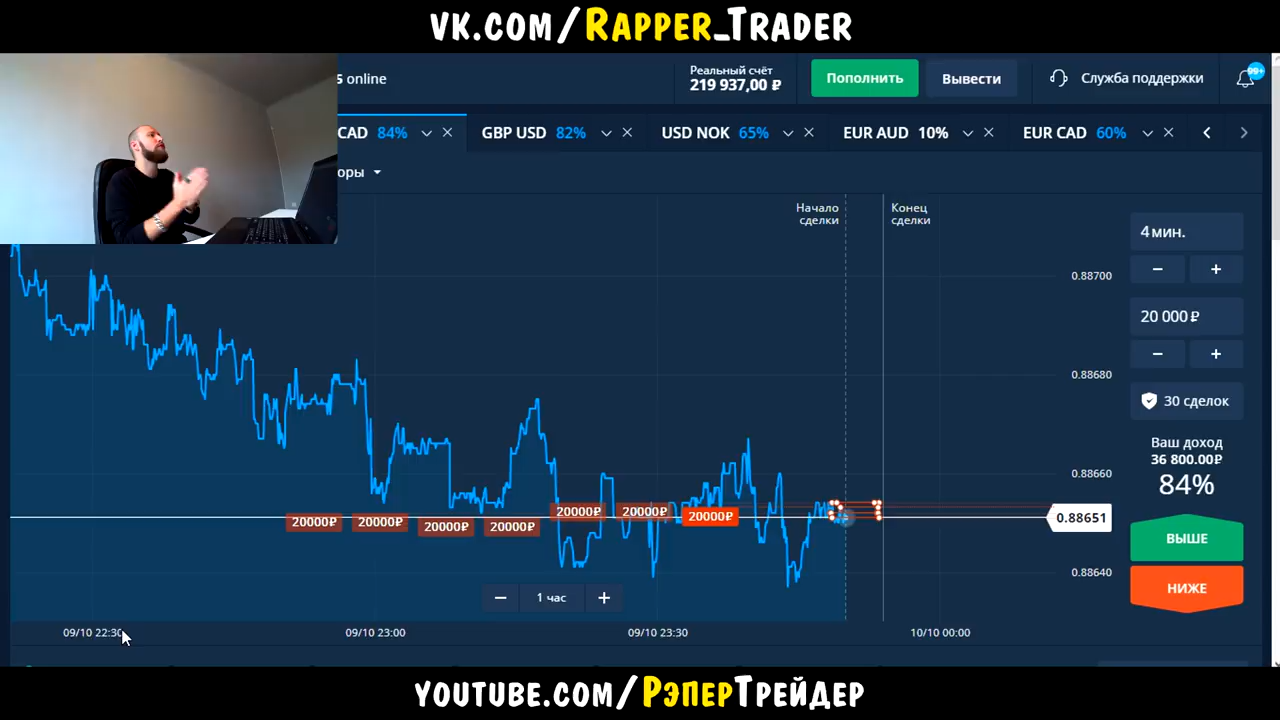 VK.COM/RAPPER_TRADER
5 online
Реальный счёт
219 937,00 ₽
Пополнить
Вывести
Служба поддержки
99+
CAD 84%
GBP USD 82%
USD NOK 65%
EUR AUD 10%
EUR CAD 60%
оры
Начало
сделки
Конец
сделки
4 мин.
0.88700
20 000 ₽
0.88680
30 сделок
Ваш доход
36 800.00₽
84%
0.88660
20000₽
20000₽
20000₽
20000₽
20000₽
20000₽
20000₽
0.88651
ВЫШЕ
0.88640
НИЖЕ
1 час
09/10 22:30
09/10 23:00
09/10 23:30
10/10 00:00
YOUTUBE.COM/РЭПЕРТРЕЙДЕР